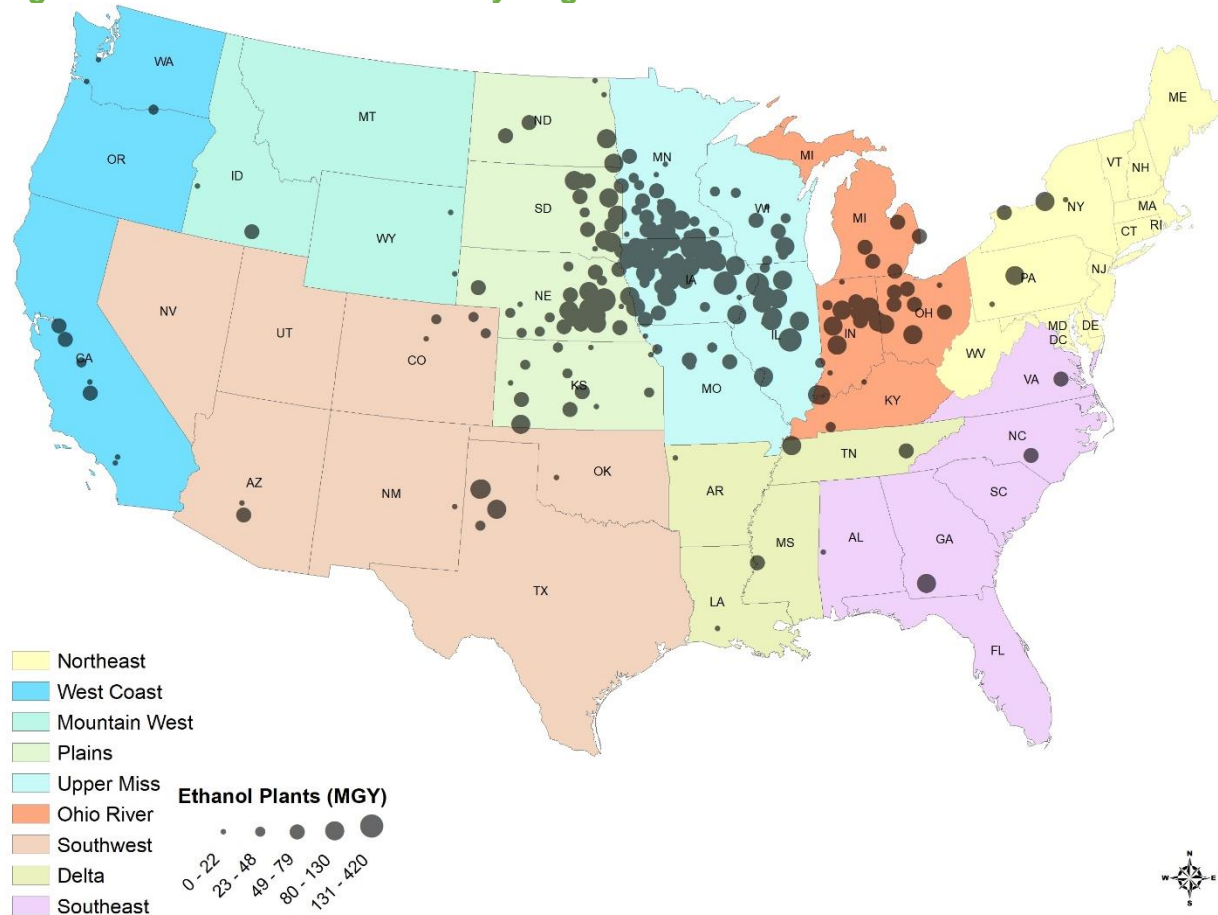 WA
ME
MT
ND
MN
VT
NH
OR
ID
MI
NY
MA
SD
WI
MI
CT
RI
WY
IA
PA
NJ
NE
NV
OH
UT
IL
IN
MD
DE
CA
CO
DC
WV
VA
KS
MO
KY
NC
TN
OK
AZ
NM
AR
SC
MS
AL
GA
TX
LA
FL
Northeast
West Coast
Mountain West
Plains
Upper Miss
Ohio River
Southwest
Delta
Southeast
Ethanol Plants (MGY)
0 - 22
23 - 48
49 - 79
80 - 130
131 - 420
N
W
E
S